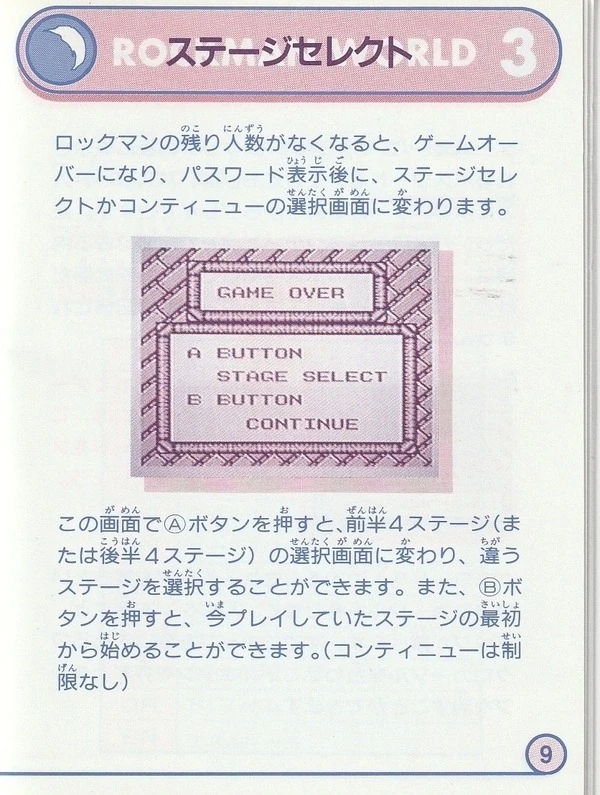 ROCKMAN WORLD 3
ステージセレクト
ロックマンの残り人数がなくなると、ゲームオー
バーになり、パスワード表示後に、ステージセレ
クトかコンティニューの選択画面に変わります。
GAME OVER
A BUTTON
STAGE SELECT
B BUTTON
CONTINUE
この画面でⒶボタンを押すと、前半4ステージ(ま
たは後半4ステージ)の選択画面に変わり、違う
ステージを選択することができます。また、Ⓑボ
タンを押すと、今プレイしていたステージの最初
から始めることができます。(コンティニューは制
限なし)
9